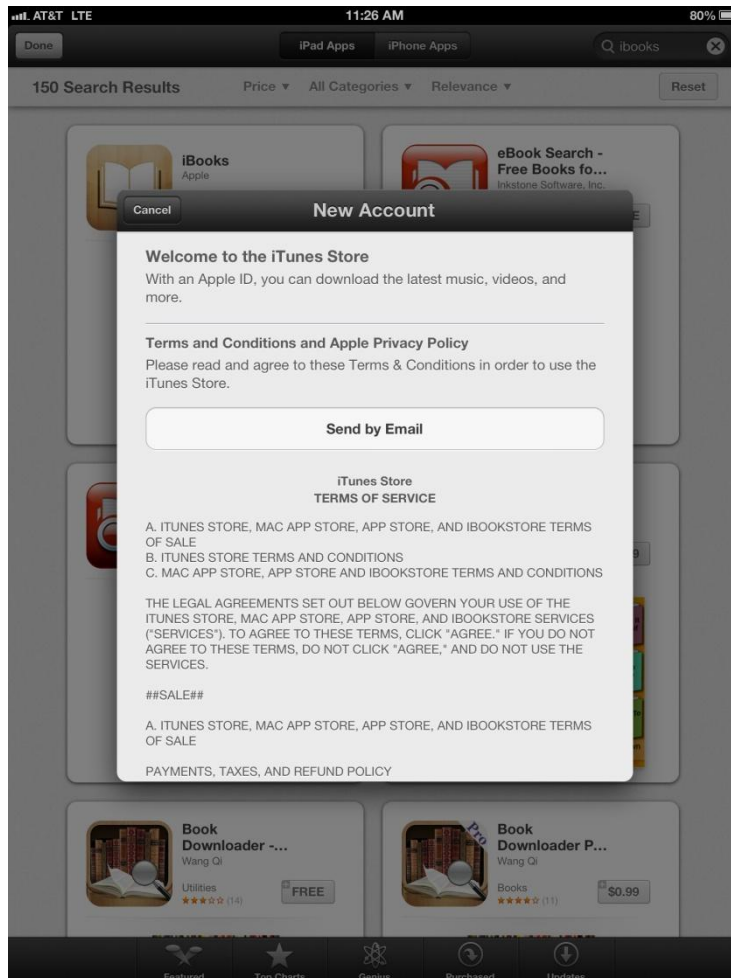 AT&T LTE 11:26 AM 80%
Done iPad Apps iPhone Apps ibooks
150 Search Results Price ▼ All Categories ▼ Relevance ▼ Reset
iBooks
Apple
eBook Search -
Free Books fo...
Inkstone Software, Inc.
E
Cancel New Account
Welcome to the iTunes Store
With an Apple ID, you can download the latest music, videos, and
more.
Terms and Conditions and Apple Privacy Policy
Please read and agree to these Terms & Conditions in order to use the
iTunes Store.
Send by Email
iTunes Store
TERMS OF SERVICE
A. ITUNES STORE, MAC APP STORE, APP STORE, AND IBOOKSTORE TERMS
OF SALE
B. ITUNES STORE TERMS AND CONDITIONS
C. MAC APP STORE, APP STORE AND IBOOKSTORE TERMS AND CONDITIONS
THE LEGAL AGREEMENTS SET OUT BELOW GOVERN YOUR USE OF THE
ITUNES STORE, MAC APP STORE, APP STORE, AND IBOOKSTORE SERVICES
("SERVICES"). TO AGREE TO THESE TERMS, CLICK "AGREE." IF YOU DO NOT
AGREE TO THESE TERMS, DO NOT CLICK "AGREE," AND DO NOT USE THE
SERVICES.
##SALE##
A. ITUNES STORE, MAC APP STORE, APP STORE, AND IBOOKSTORE TERMS
OF SALE
PAYMENTS, TAXES, AND REFUND POLICY
9
Book
Downloader -...
Wang Qi
Utilities
(14)
FREE
Pro
Book
Downloader P...
Wang Qi
Books
(11)
$0.99
Featured Top Charts Genius Purchased Updates